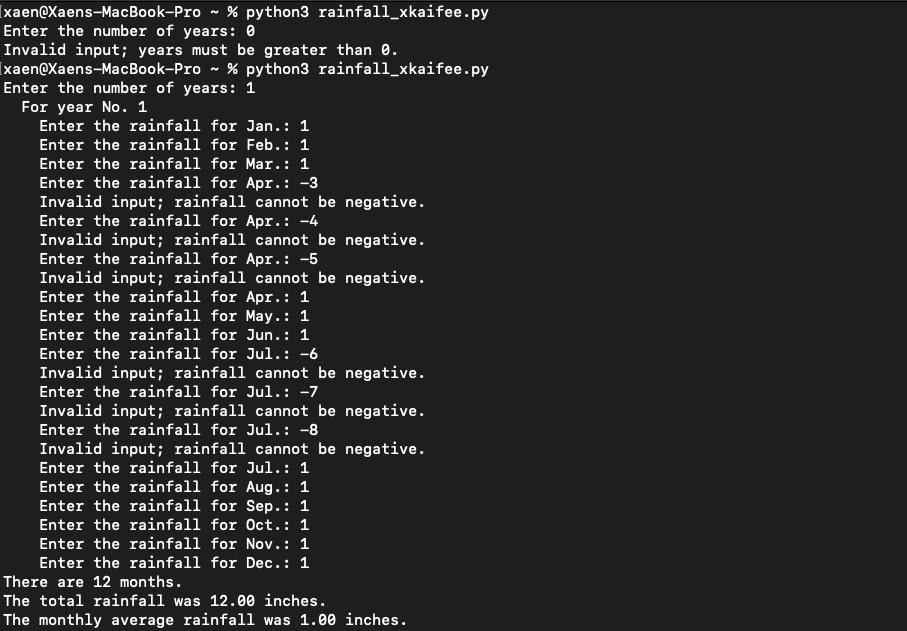 [xaen@Xaens-MacBook-Pro ~ % python3 rainfall_xkaifee.py
Enter the number of years: 0
Invalid input; years must be greater than 0.
[xaen@Xaens-MacBook-Pro ~ % python3 rainfall_xkaifee.py
Enter the number of years: 1
  For year No. 1
    Enter the rainfall for Jan.: 1
    Enter the rainfall for Feb.: 1
    Enter the rainfall for Mar.: 1
    Enter the rainfall for Apr.: -3
    Invalid input; rainfall cannot be negative.
    Enter the rainfall for Apr.: -4
    Invalid input; rainfall cannot be negative.
    Enter the rainfall for Apr.: -5
    Invalid input; rainfall cannot be negative.
    Enter the rainfall for Apr.: 1
    Enter the rainfall for May.: 1
    Enter the rainfall for Jun.: 1
    Enter the rainfall for Jul.: -6
    Invalid input; rainfall cannot be negative.
    Enter the rainfall for Jul.: -7
    Invalid input; rainfall cannot be negative.
    Enter the rainfall for Jul.: -8
    Invalid input; rainfall cannot be negative.
    Enter the rainfall for Jul.: 1
    Enter the rainfall for Aug.: 1
    Enter the rainfall for Sep.: 1
    Enter the rainfall for Oct.: 1
    Enter the rainfall for Nov.: 1
    Enter the rainfall for Dec.: 1
There are 12 months.
The total rainfall was 12.00 inches.
The monthly average rainfall was 1.00 inches.